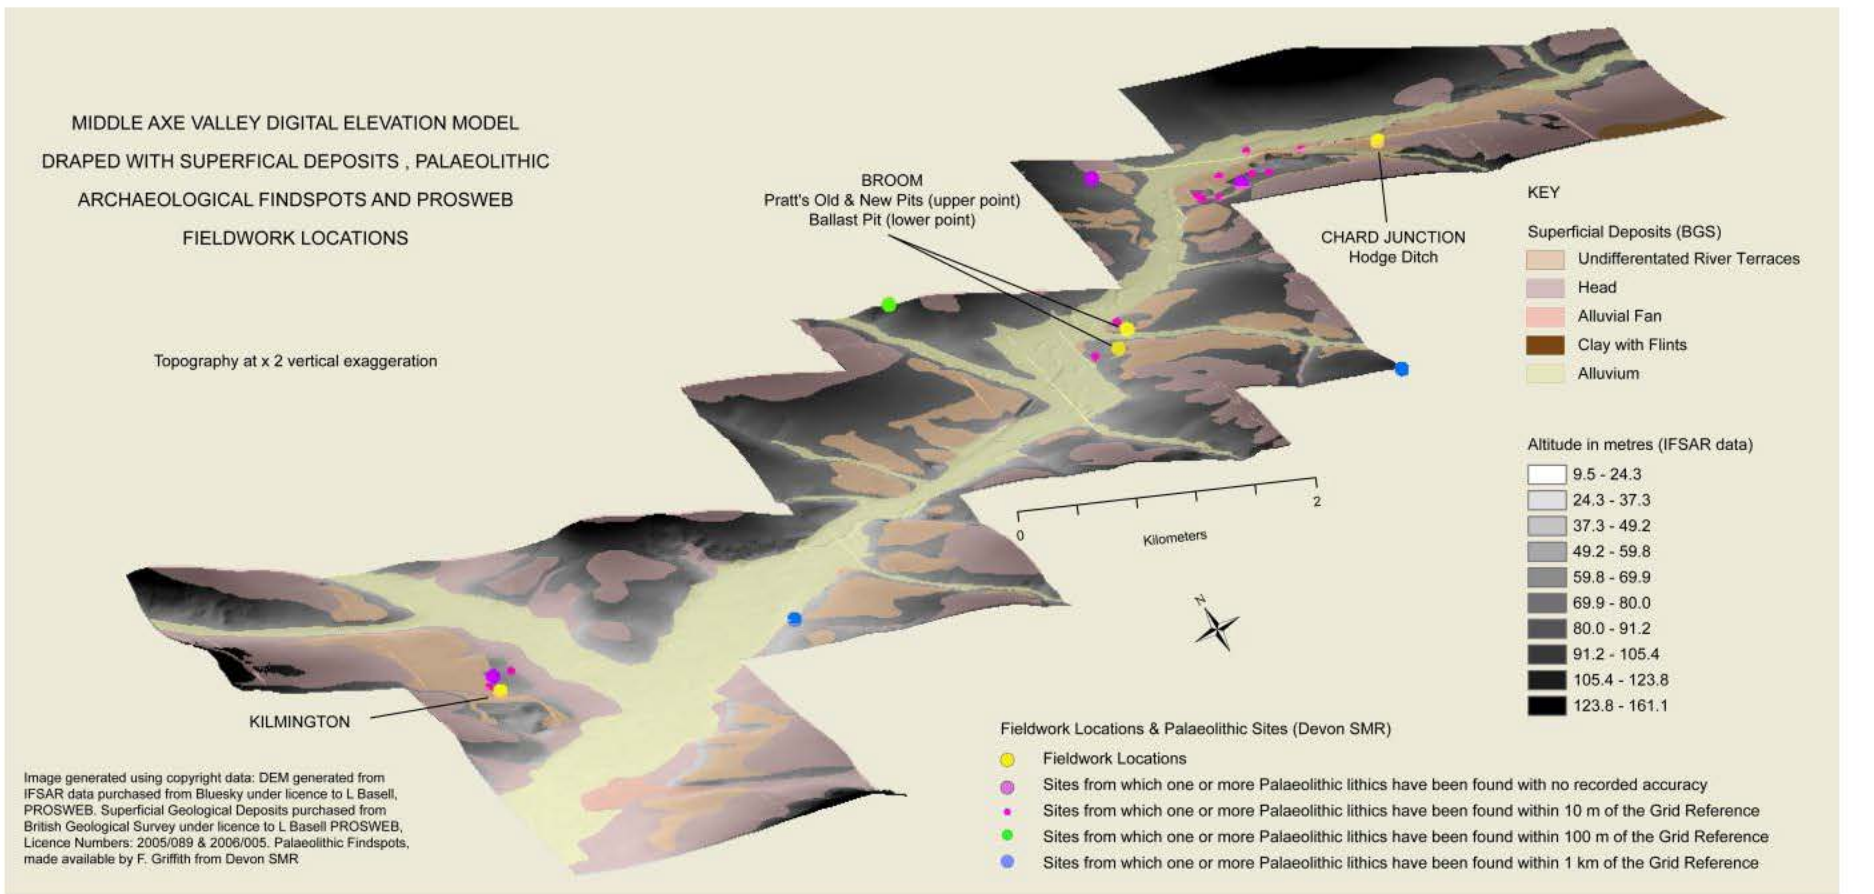 MIDDLE AXE VALLEY DIGITAL ELEVATION MODEL
DRAPED WITH SUPERFICAL DEPOSITS , PALAEOLITHIC
ARCHAEOLOGICAL FINDSPOTS AND PROSWEB
FIELDWORK LOCATIONS
Topography at x 2 vertical exaggeration
BROOM
Pratt's Old & New Pits (upper point)
Ballast Pit (lower point)
CHARD JUNCTION
Hodge Ditch
KILMINGTON
0
2
Kilometers
N
KEY
Superficial Deposits (BGS)
Undifferentated River Terraces
Head
Alluvial Fan
Clay with Flints
Alluvium
Altitude in metres (IFSAR data)
9.5 - 24.3
24.3 - 37.3
37.3 - 49.2
49.2 - 59.8
59.8 - 69.9
69.9 - 80.0
80.0 - 91.2
91.2 - 105.4
105.4 - 123.8
123.8 - 161.1
Fieldwork Locations & Palaeolithic Sites (Devon SMR)
Fieldwork Locations
Sites from which one or more Palaeolithic lithics have been found with no recorded accuracy
Sites from which one or more Palaeolithic lithics have been found within 10 m of the Grid Reference
Sites from which one or more Palaeolithic lithics have been found within 100 m of the Grid Reference
Sites from which one or more Palaeolithic lithics have been found within 1 km of the Grid Reference
Image generated using copyright data: DEM generated from
IFSAR data purchased from Bluesky under licence to L Basell,
PROSWEB. Superficial Geological Deposits purchased from
British Geological Survey under licence to L Basell PROSWEB,
Licence Numbers: 2005/089 & 2006/005. Palaeolithic Findspots,
made available by F. Griffith from Devon SMR